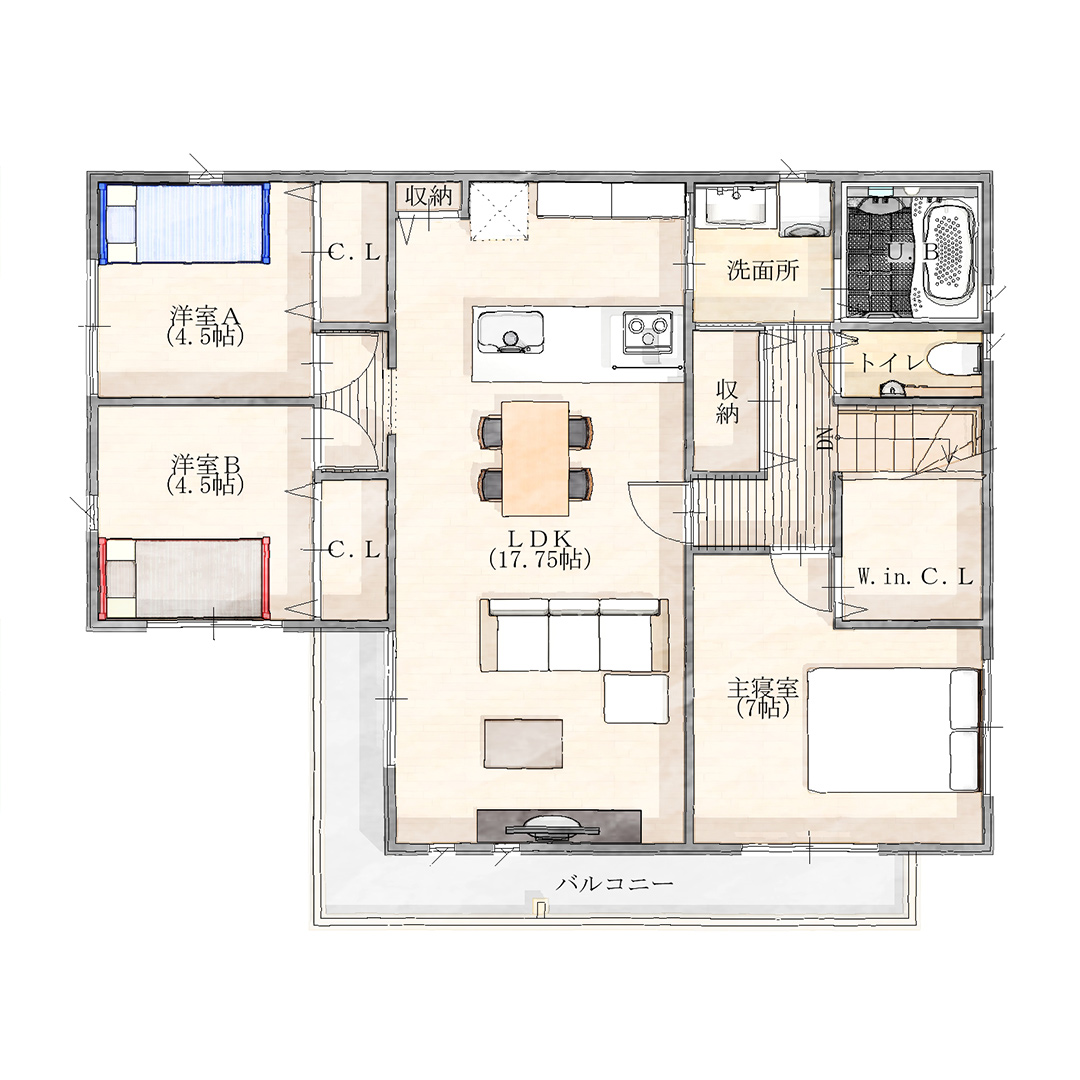 収納
C.L
洋室A
(4.5帖)
洗面所
U.B
トイレ
収納
DN
洋室B
(4.5帖)
C.L
LDK
(17.75帖)
W.in.C.L
主寝室
(7帖)
バルコニー